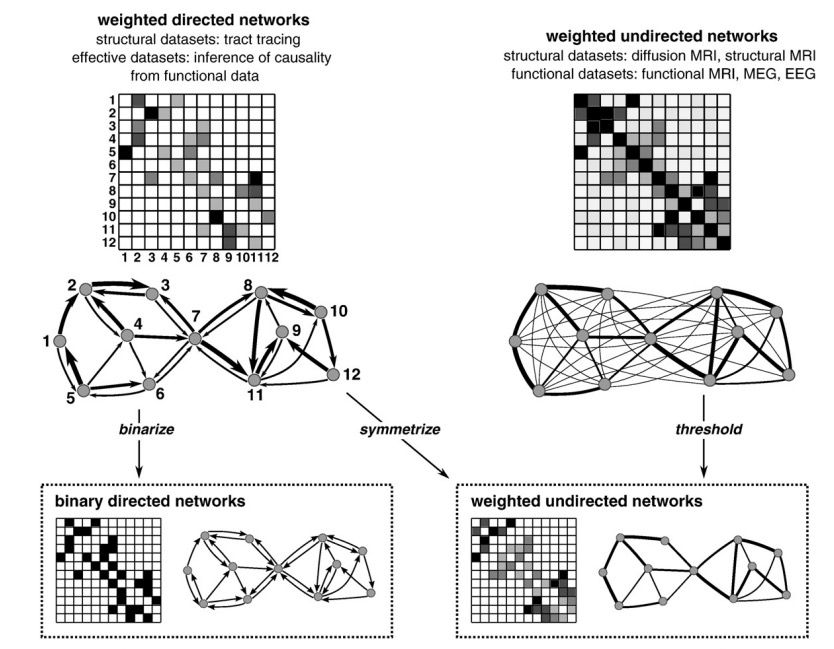 weighted directed networks
structural datasets: tract tracing
effective datasets: inference of causality
from functional data
weighted undirected networks
structural datasets: diffusion MRI, structural MRI
functional datasets: functional MRI, MEG, EEG
1
2
3
4
5
6
7
8
9
10
11
12
1 2 3 4 5 6 7 8 9 10 11 12
2
3
8
10
7
4
9
1
12
5
6
11
binarize
symmetrize
threshold
binary directed networks
weighted undirected networks